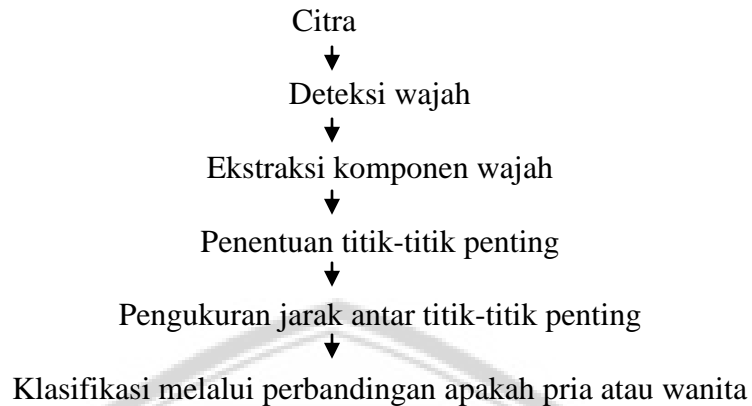 Citra
Deteksi wajah
Ekstraksi komponen wajah
Penentuan titik-titik penting
Pengukuran jarak antar titik-titik penting
Klasifikasi melalui perbandingan apakah pria atau wanita